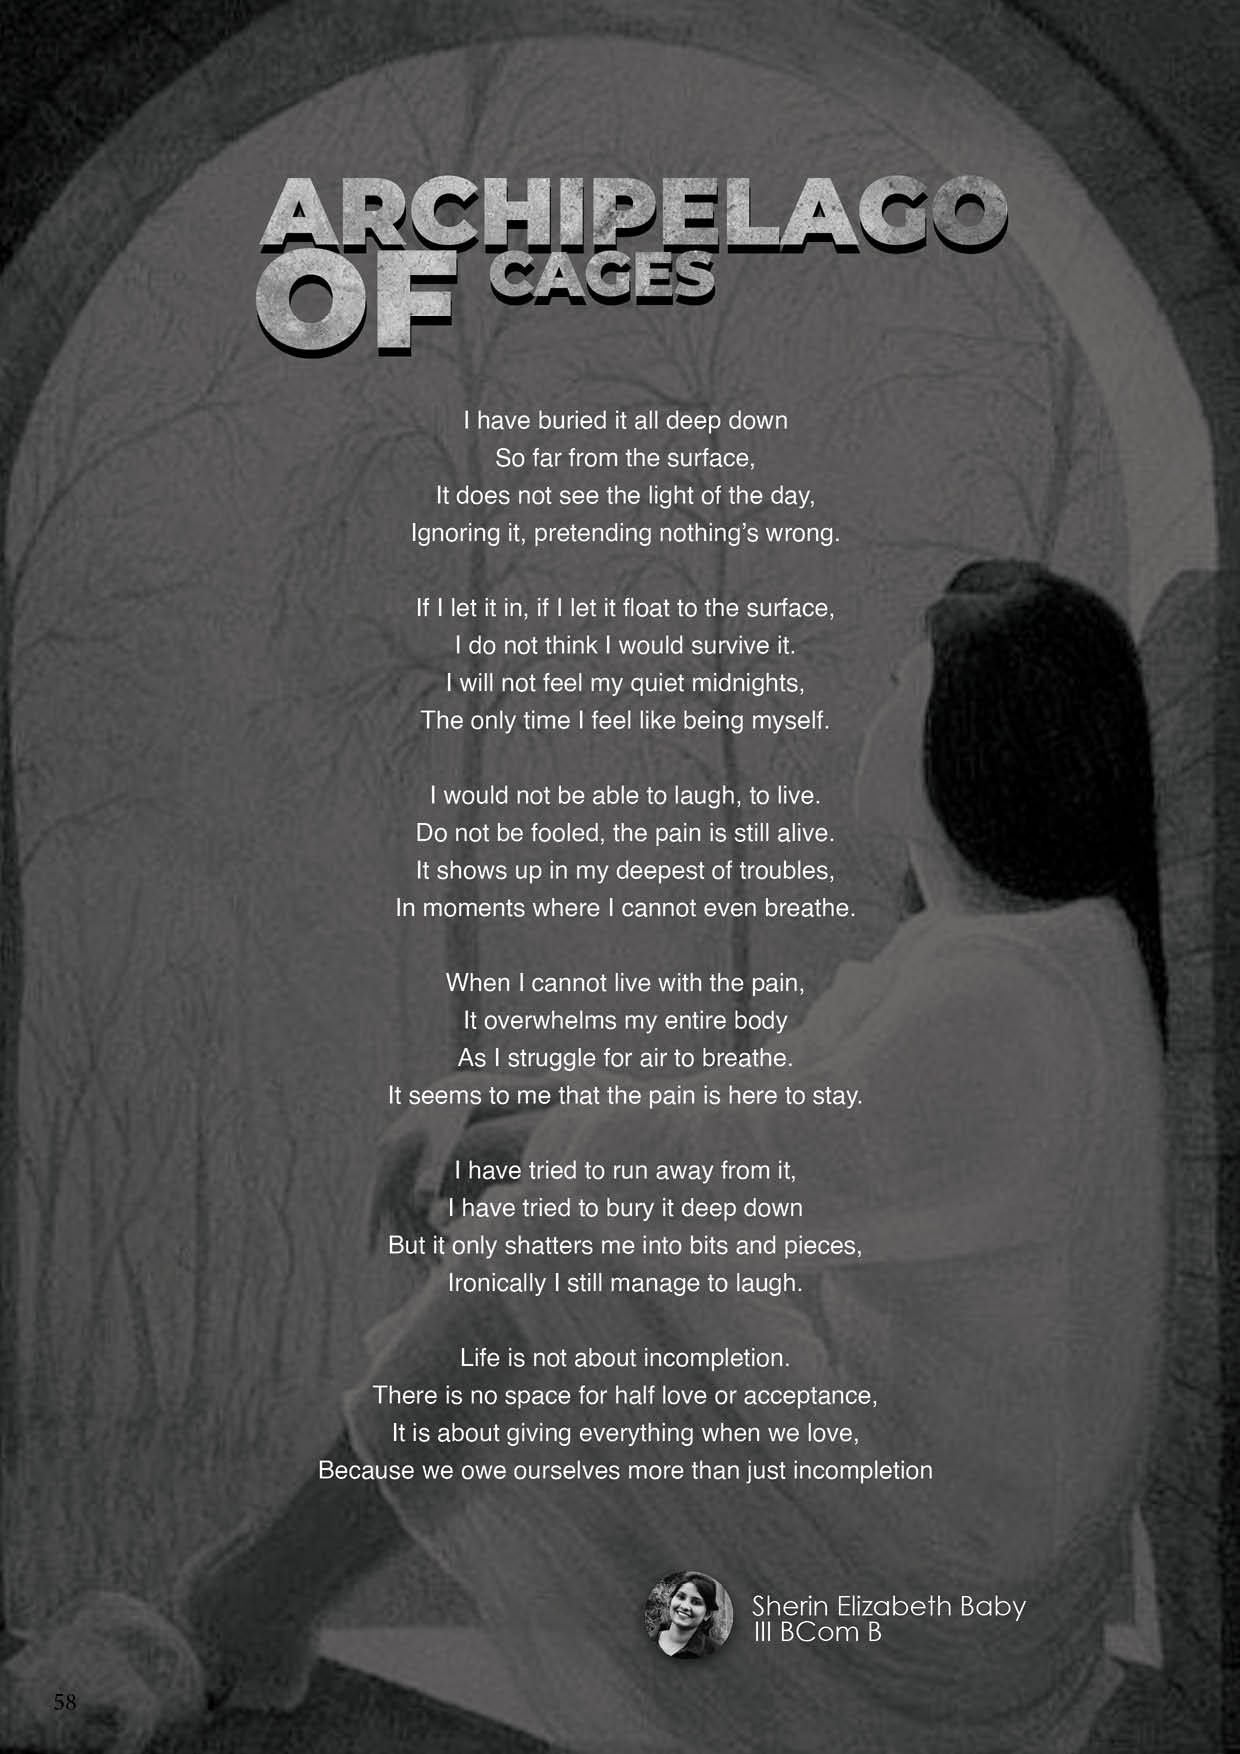 ARCHIPELAGO
OF CAGES
I have buried it all deep down
So far from the surface,
It does not see the light of the day,
Ignoring it, pretending nothing’s wrong.
If I let it in, if I let it float to the surface,
I do not think I would survive it.
I will not feel my quiet midnights,
The only time I feel like being myself.
I would not be able to laugh, to live.
Do not be fooled, the pain is still alive.
It shows up in my deepest of troubles,
In moments where I cannot even breathe.
When I cannot live with the pain,
It overwhelms my entire body
As I struggle for air to breathe.
It seems to me that the pain is here to stay.
I have tried to run away from it,
I have tried to bury it deep down
But it only shatters me into bits and pieces,
Ironically I still manage to laugh.
Life is not about incompletion.
There is no space for half love or acceptance,
It is about giving everything when we love,
Because we owe ourselves more than just incompletion
Sherin Elizabeth Baby
III BCom B
58